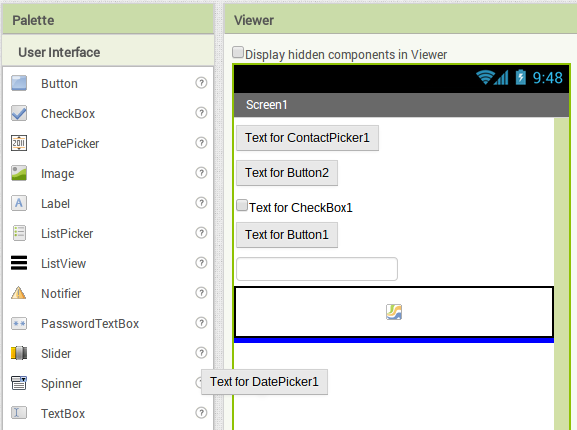 Palette
User Interface
Button
?
CheckBox
?
2011
DatePicker
?
Image
?
A
Label
?
ListPicker
?
ListView
?
Notifier
?
PasswordTextBox
?
Slider
?
Spinner
TextBox
?
Viewer
Display hidden components in Viewer
9:48
Screen1
Text for ContactPicker1
Text for Button2
Text for CheckBox1
Text for Button1
Text for DatePicker1